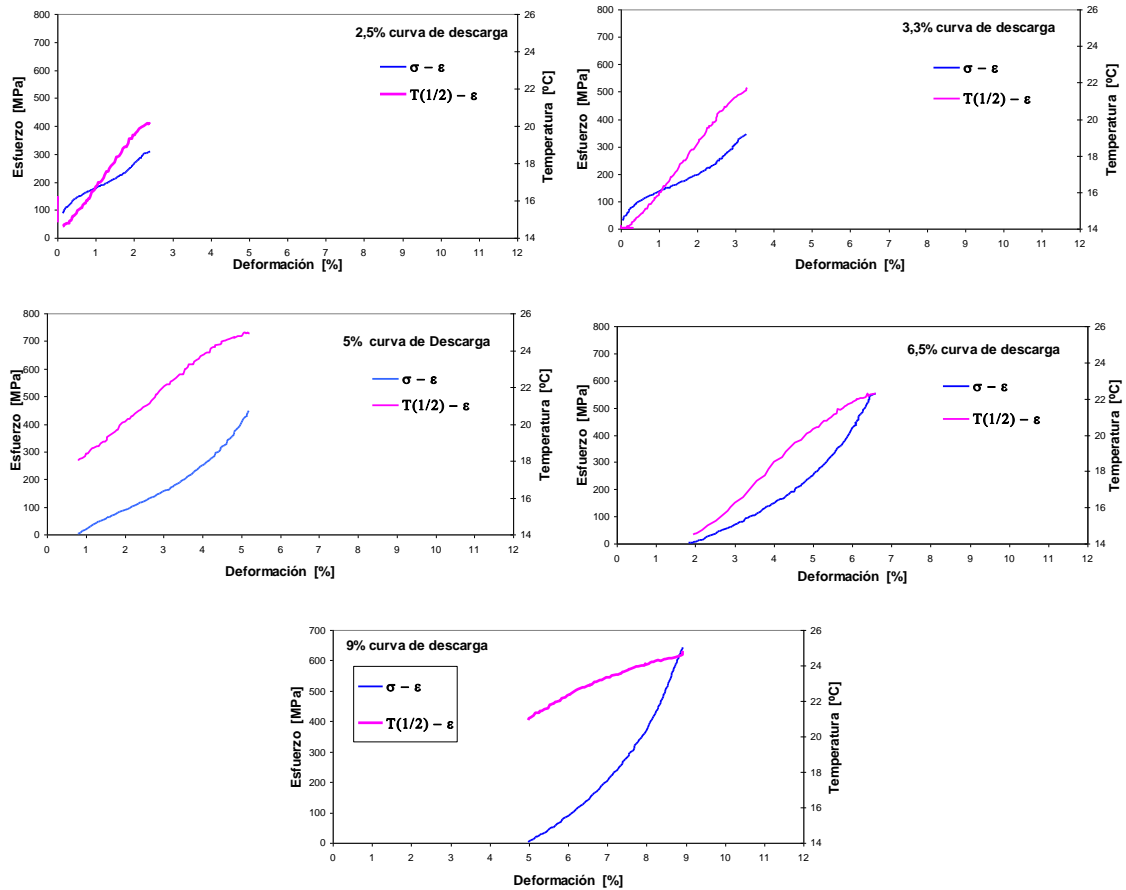 2,5% curva de descarga
σ – ε
T(1/2) – ε
Esfuerzo [MPa]
800
700
600
500
400
300
200
100
0
0 1 2 3 4 5 6 7 8 9 10 11 12
Deformación [%]
26
24
22
20
18
16
14
Temperatura [ºC]
3,3% curva de descarga
σ – ε
T(1/2) – ε
Esfuerzo [MPa]
800
700
600
500
400
300
200
100
0
0 1 2 3 4 5 6 7 8 9 10 11 12
Deformación [%]
26
24
22
20
18
16
14
Temperatura [ºC]
5% curva de Descarga
σ – ε
T(1/2) – ε
Esfuerzo [MPa]
800
700
600
500
400
300
200
100
0
0 1 2 3 4 5 6 7 8 9 10 11 12
Deformación [%]
26
24
22
20
18
16
14
Temperatura [ºC]
6,5% curva de descarga
σ – ε
T(1/2) – ε
Esfuerzo [MPa]
800
700
600
500
400
300
200
100
0
0 1 2 3 4 5 6 7 8 9 10 11 12
Deformación [%]
26
24
22
20
18
16
14
Temperatura [ºC]
9% curva de descarga
σ – ε
T(1/2) – ε
Esfuerzo [MPa]
700
600
500
400
300
200
100
0
0 1 2 3 4 5 6 7 8 9 10 11 12
Deformación [%]
26
24
22
20
18
16
14
Temperatura [ºC]